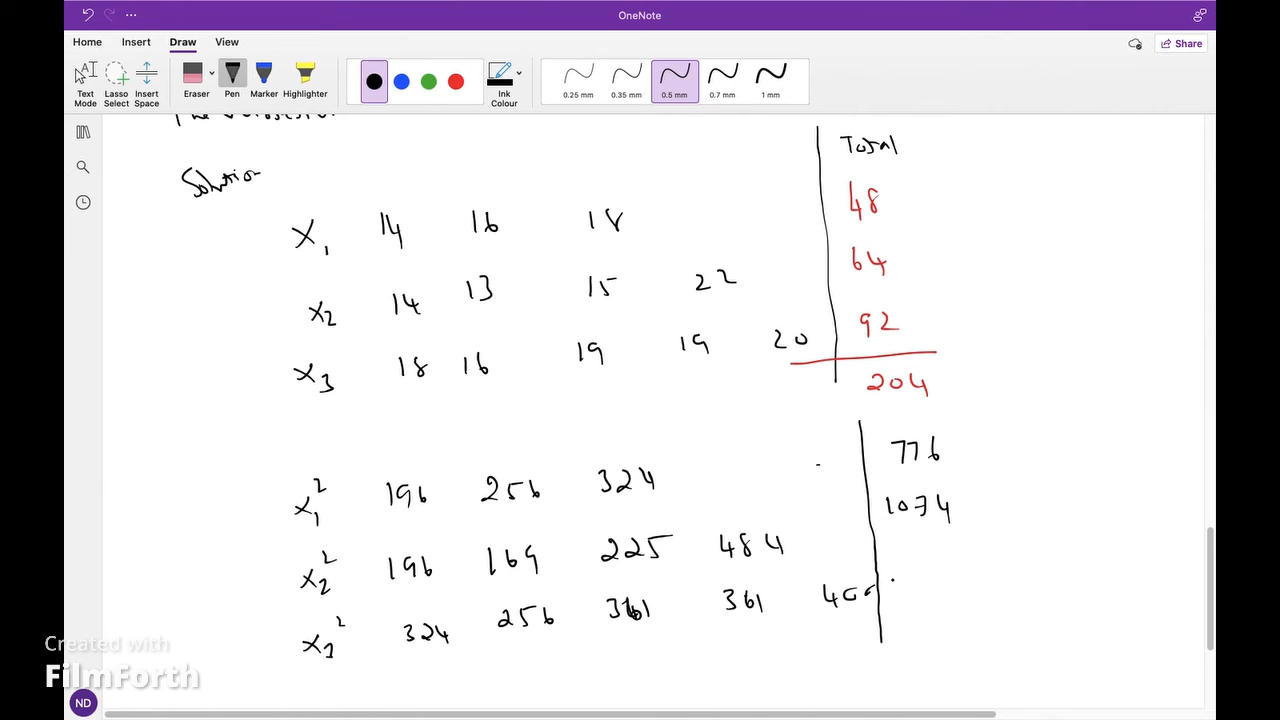 OneNote
Home Insert Draw View
Share
Text Mode Lasso Select Insert Space Eraser Pen Marker Highlighter Ink Colour 0.25 mm 0.35 mm 0.5 mm 0.7 mm 1 mm
Total
Solution
X1 14 16 18 48
X2 14 13 15 22 64
X3 18 16 19 19 20 92
204
X1² 196 256 324 776
X2² 196 169 225 484 1074
X3² 324 256 361 361 400
Created with
FilmForth
ND